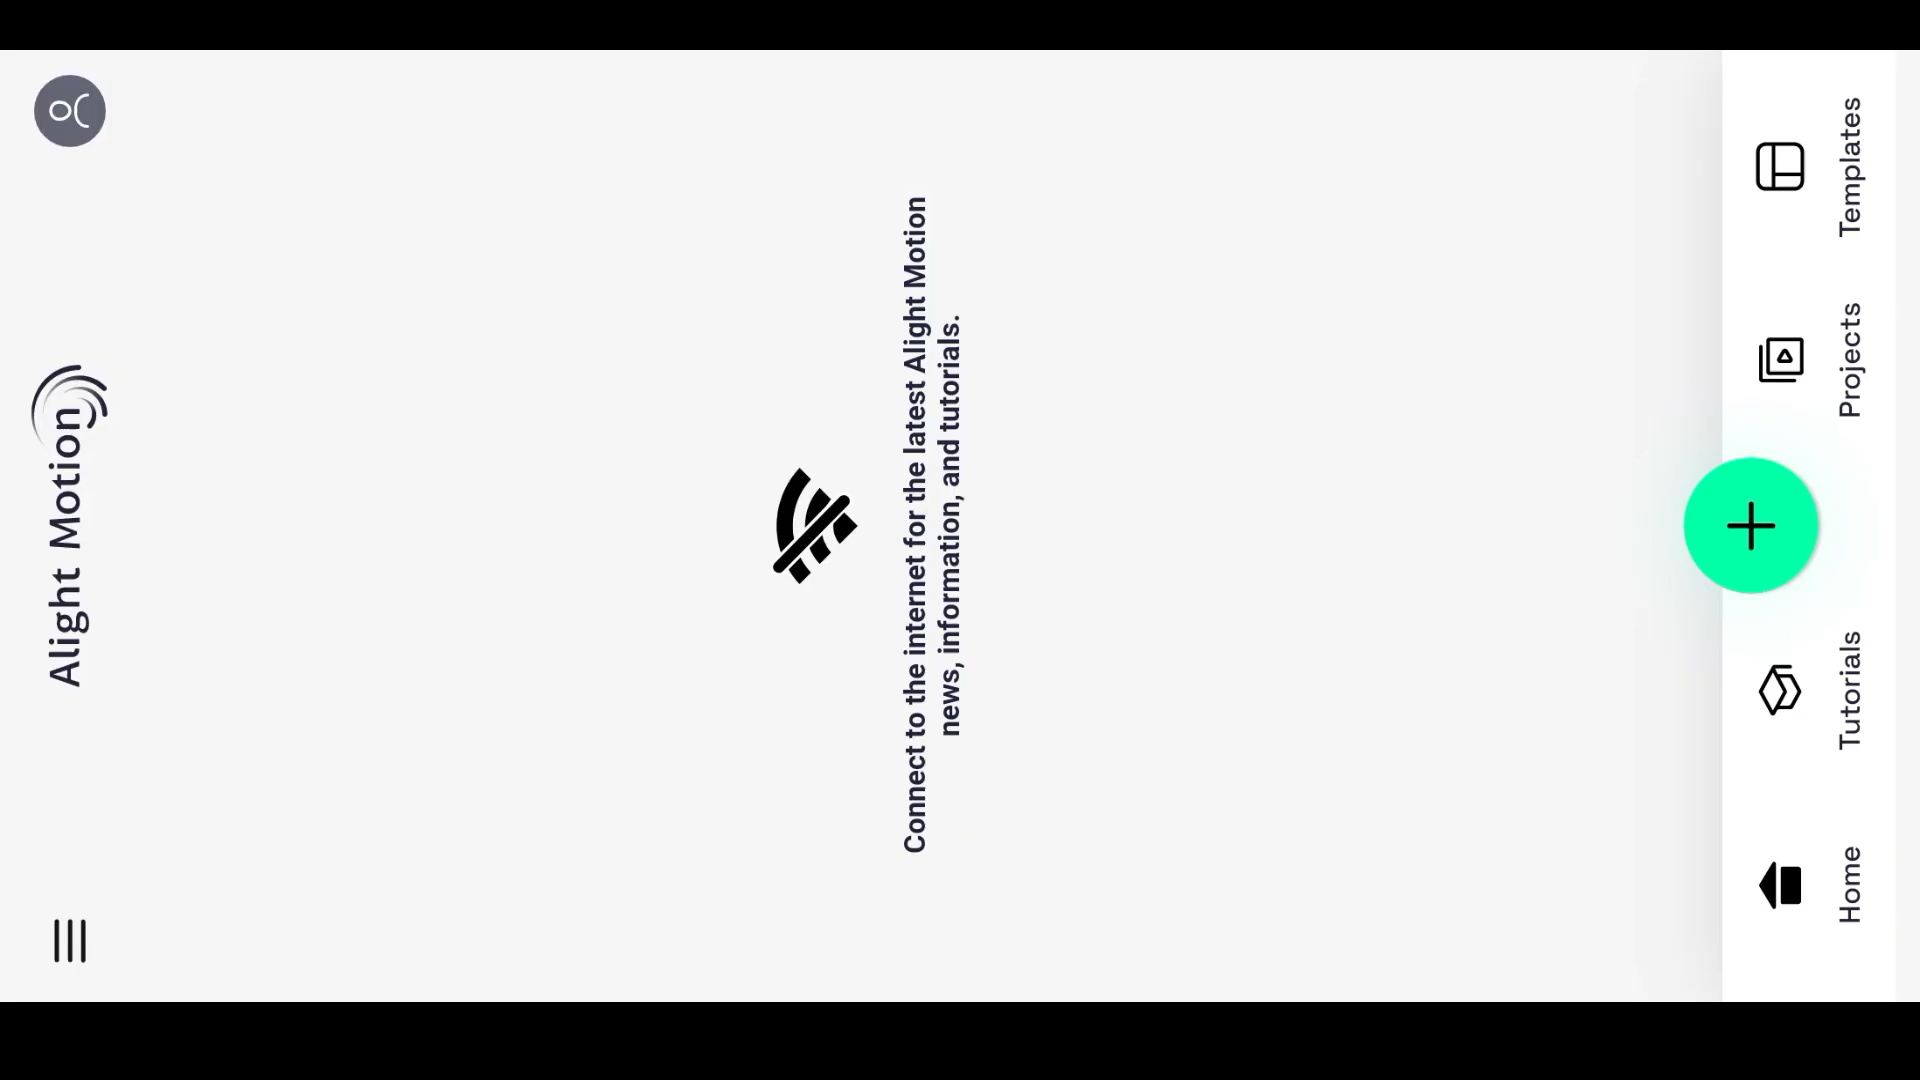 Alight Motion
Connect to the internet for the latest Alight Motion
news, information, and tutorials.
Home
Tutorials
Projects
Templates